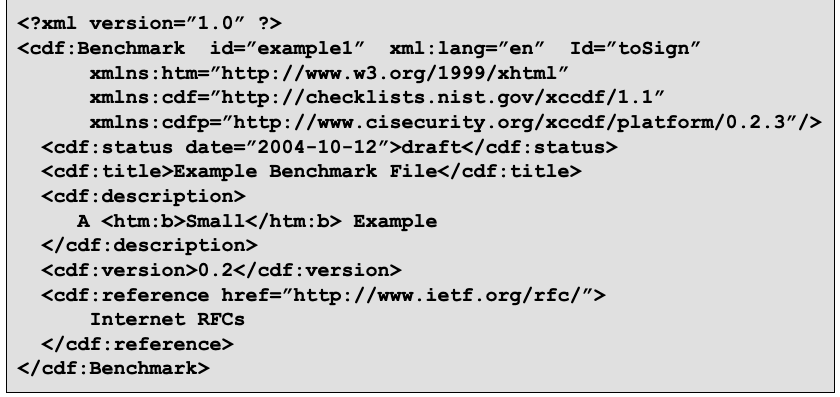 <?xml version=”1.0” ?>
<cdf:Benchmark id=”example1” xml:lang=”en” Id=”toSign”
xmlns:htm=”http://www.w3.org/1999/xhtml”
xmlns:cdf=”http://checklists.nist.gov/xccdf/1.1”
xmlns:cdfp=”http://www.cisecurity.org/xccdf/platform/0.2.3”/>
<cdf:status date=”2004-10-12”>draft</cdf:status>
<cdf:title>Example Benchmark File</cdf:title>
<cdf:description>
A <htm:b>Small</htm:b> Example
</cdf:description>
<cdf:version>0.2</cdf:version>
<cdf:reference href=”http://www.ietf.org/rfc/”>
Internet RFCs
</cdf:reference>
</cdf:Benchmark>